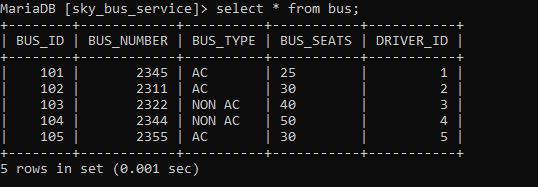 MariaDB [sky_bus_service]> select * from bus;
+--------+------------+----------+-----------+-----------+
| BUS_ID | BUS_NUMBER | BUS_TYPE | BUS_SEATS | DRIVER_ID |
+--------+------------+----------+-----------+-----------+
|    101 |       2345 | AC       | 25        |         1 |
|    102 |       2311 | AC       | 30        |         2 |
|    103 |       2322 | NON AC   | 40        |         3 |
|    104 |       2344 | NON AC   | 50        |         4 |
|    105 |       2355 | AC       | 30        |         5 |
+--------+------------+----------+-----------+-----------+
5 rows in set (0.001 sec)